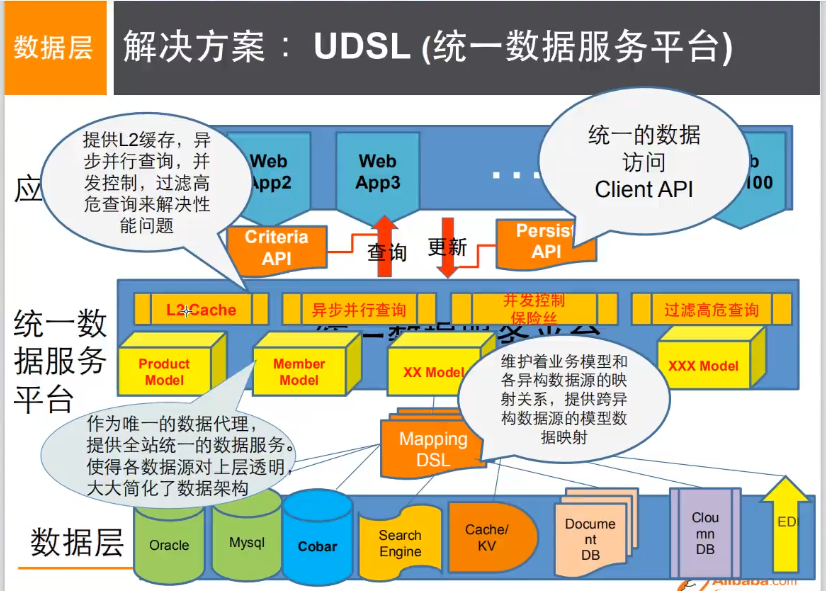 数据层
解决方案： UDSL (统一数据服务平台)
提供L2缓存，异
步并行查询，并
发控制，过滤高
危查询来解决性
能问题
应
Web
App2
Web
App3
...
100
统一的数据
访问
Client API
Criteria
API
查询
更新
Persist
API
统一数
据服务
平台
L2 Cache
异步并行查询
并发控制
保险丝
过滤高危查询
Product
Model
Member
Model
XX Model
XXX Model
维护着业务模型和
各异构数据源的映
射关系，提供跨异
构数据源的模型数
据映射
作为唯一的数据代理，
提供全站统一的数据服务。
使得各数据源对上层透明，
大大简化了数据架构
Mapping
DSL
数据层
Oracle
Mysql
Cobar
Search
Engine
Cache/
KV
Docume
nt
DB
Clou
mn
DB
EDI
Alibaba.com